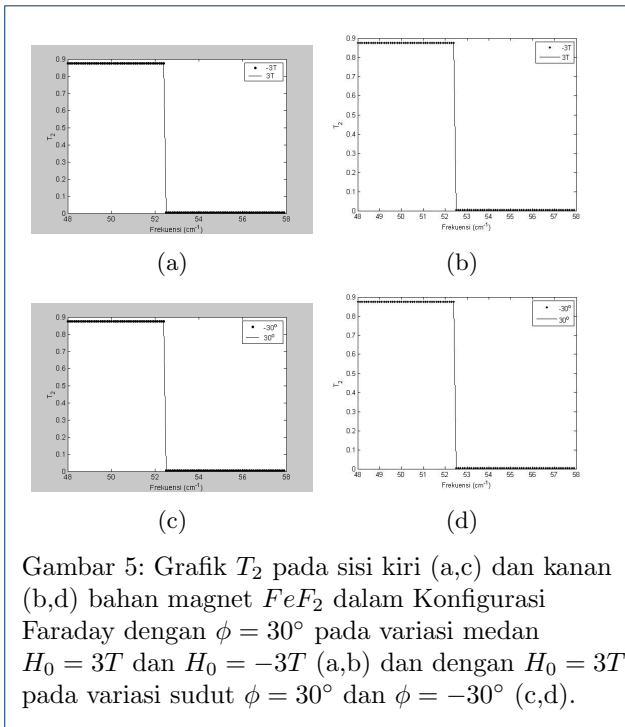 0.9
0.8
0.7
0.6
0.5
0.4
0.3
0.2
0.1
0
T₂
-3T
3T
48 50 52 54 56 58
Frekuensi (cm⁻¹)
(a)
0.9
0.8
0.7
0.6
0.5
0.4
0.3
0.2
0.1
0
T₂
-3T
3T
48 49 50 51 52 53 54 55 56 57 58
Frekuensi (cm⁻¹)
(b)
0.9
0.8
0.7
0.6
0.5
0.4
0.3
0.2
0.1
0
T₂
-30°
30°
48 50 52 54 56 58
Frekuensi (cm⁻¹)
(c)
0.9
0.8
0.7
0.6
0.5
0.4
0.3
0.2
0.1
0
T₂
-30°
30°
48 49 50 51 52 53 54 55 56 57 58
Frekuensi (cm⁻¹)
(d)
Gambar 5: Grafik T₂ pada sisi kiri (a,c) dan kanan
(b,d) bahan magnet FeF₂ dalam Konfigurasi
Faraday dengan ϕ = 30° pada variasi medan
H₀ = 3T dan H₀ = −3T (a,b) dan dengan H₀ = 3T
pada variasi sudut ϕ = 30° dan ϕ = −30° (c,d).